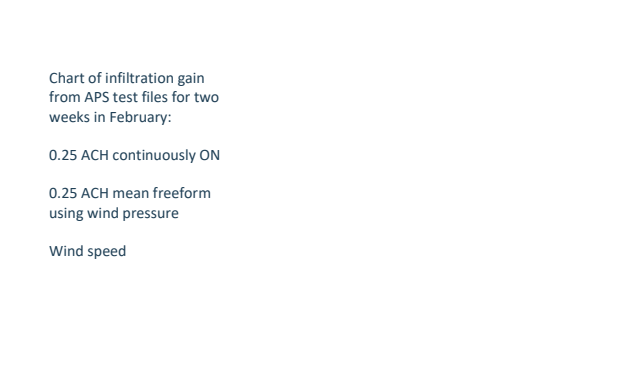 Chart of infiltration gain
from APS test files for two
weeks in February:
0.25 ACH continuously ON
0.25 ACH mean freeform
using wind pressure
Wind speed